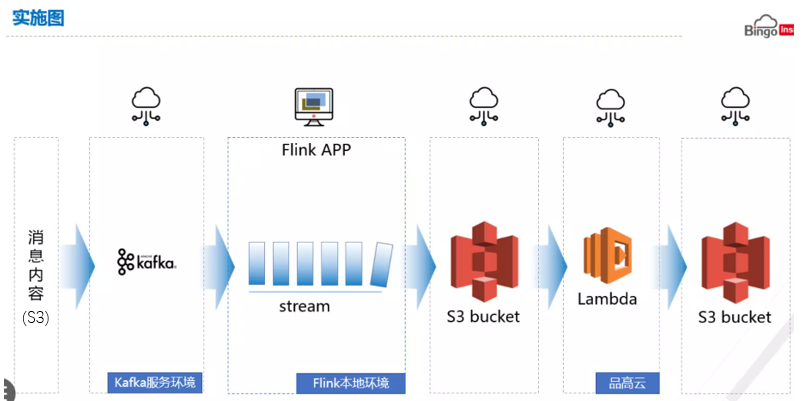 实施图
Bingo Ins
Flink APP
消
息
内
容
(S3)
kafka
stream
S3 bucket
Lambda
S3 bucket
Kafka服务环境
Flink本地环境
品高云